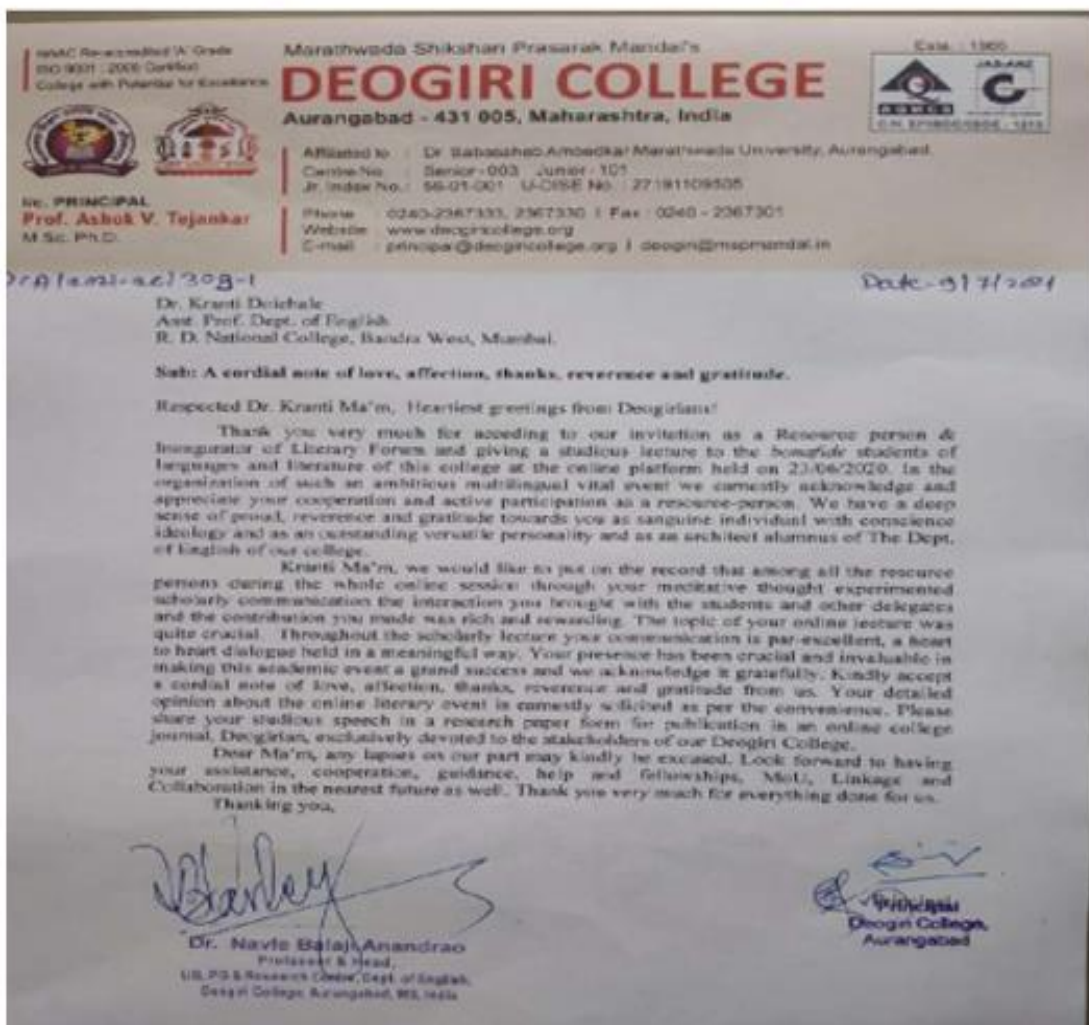 NAAC Re-accredited 'A' Grade
ISO 9001 : 2008 Certified
College with Potential for Excellence
Marathwada Shikshan Prasarak Mandal's
DEOGIRI COLLEGE
Aurangabad - 431 005, Maharashtra, India
Estd. : 1960
JAS-ANZ
Affiliated to : Dr. Babasaheb Ambedkar Marathwada University, Aurangabad.
Centre No. : Senior - 003 Junior - 101
Jr. Index No. : 56-01-001 U-DISE No. : 27191109505
Phone : 0240-2367333, 2367330 | Fax : 0240 - 2367301
Website : www.deogiricollege.org
E-mail : principal@deogiricollege.org | deogiri@mspmandal.in
I/c. PRINCIPAL
Prof. Ashok V. Tejankar
M.Sc. Ph.D.
Date - 9/7/2021
Dr. Kranti Doibale
Asst. Prof. Dept. of English
R. D. National College, Bandra West, Mumbai.
Sub: A cordial note of love, affection, thanks, reverence and gratitude.
Respected Dr. Kranti Ma'm, Heartiest greetings from Deogirians!
Thank you very much for acceding to our invitation as a Resource person &
Inaugurator of Literary Forum and giving a studious lecture to the bonafide students of
languages and literature of this college at the online platform held on 23/06/2020. In the
organization of such an ambitious multilingual vital event we earnestly acknowledge and
appreciate your cooperation and active participation as a resource-person. We have a deep
sense of proud, reverence and gratitude towards you as sanguine individual with conscience
ideology and as an outstanding versatile personality and as an architect alumnus of The Dept.
of English of our college.
Kranti Ma'm, we would like to put on the record that among all the resource
persons during the whole online session through your meditative thought experimented
scholarly communication the interaction you brought with the students and other delegates
and the contribution you made was rich and rewarding. The topic of your online lecture was
quite crucial. Throughout the scholarly lecture your communication is par-excellent, a heart
to heart dialogue held in a meaningful way. Your presence has been crucial and invaluable in
making this academic event a grand success and we acknowledge it gratefully. Kindly accept
a cordial note of love, affection, thanks, reverence and gratitude from us. Your detailed
opinion about the online literary event is earnestly solicited as per the convenience. Please
share your studious speech in a research paper form for publication in an online college
journal, Deogirian, exclusively devoted to the stakeholders of our Deogiri College.
Dear Ma'm, any lapses on our part may kindly be excused. Look forward to having
your assistance, cooperation, guidance, help and fellowships, MoU, Linkage and
Collaboration in the nearest future as well. Thank you very much for everything done for us.
Thanking you,
Dr. Navle Balaji Anandrao
Professor & Head,
UG, PG & Research Centre, Dept. of English,
Deogiri College, Aurangabad, MS, India
Principal
Deogiri College,
Aurangabad